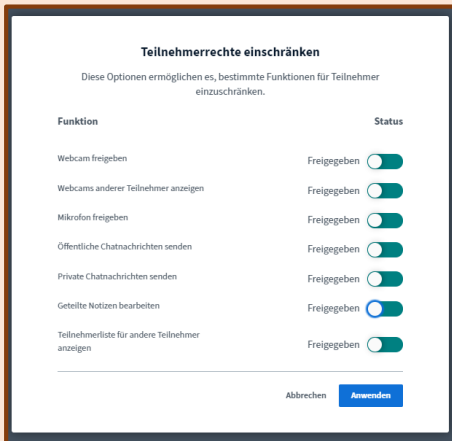 Teilnehmerrechte einschränken
Diese Optionen ermöglichen es, bestimmte Funktionen für Teilnehmer
einzuschränken.
Funktion Status
Webcam freigeben Freigegeben
Webcams anderer Teilnehmer anzeigen Freigegeben
Mikrofon freigeben Freigegeben
Öffentliche Chatnachrichten senden Freigegeben
Private Chatnachrichten senden Freigegeben
Geteilte Notizen bearbeiten Freigegeben
Teilnehmerliste für andere Teilnehmer
anzeigen Freigegeben
Abbrechen Anwenden